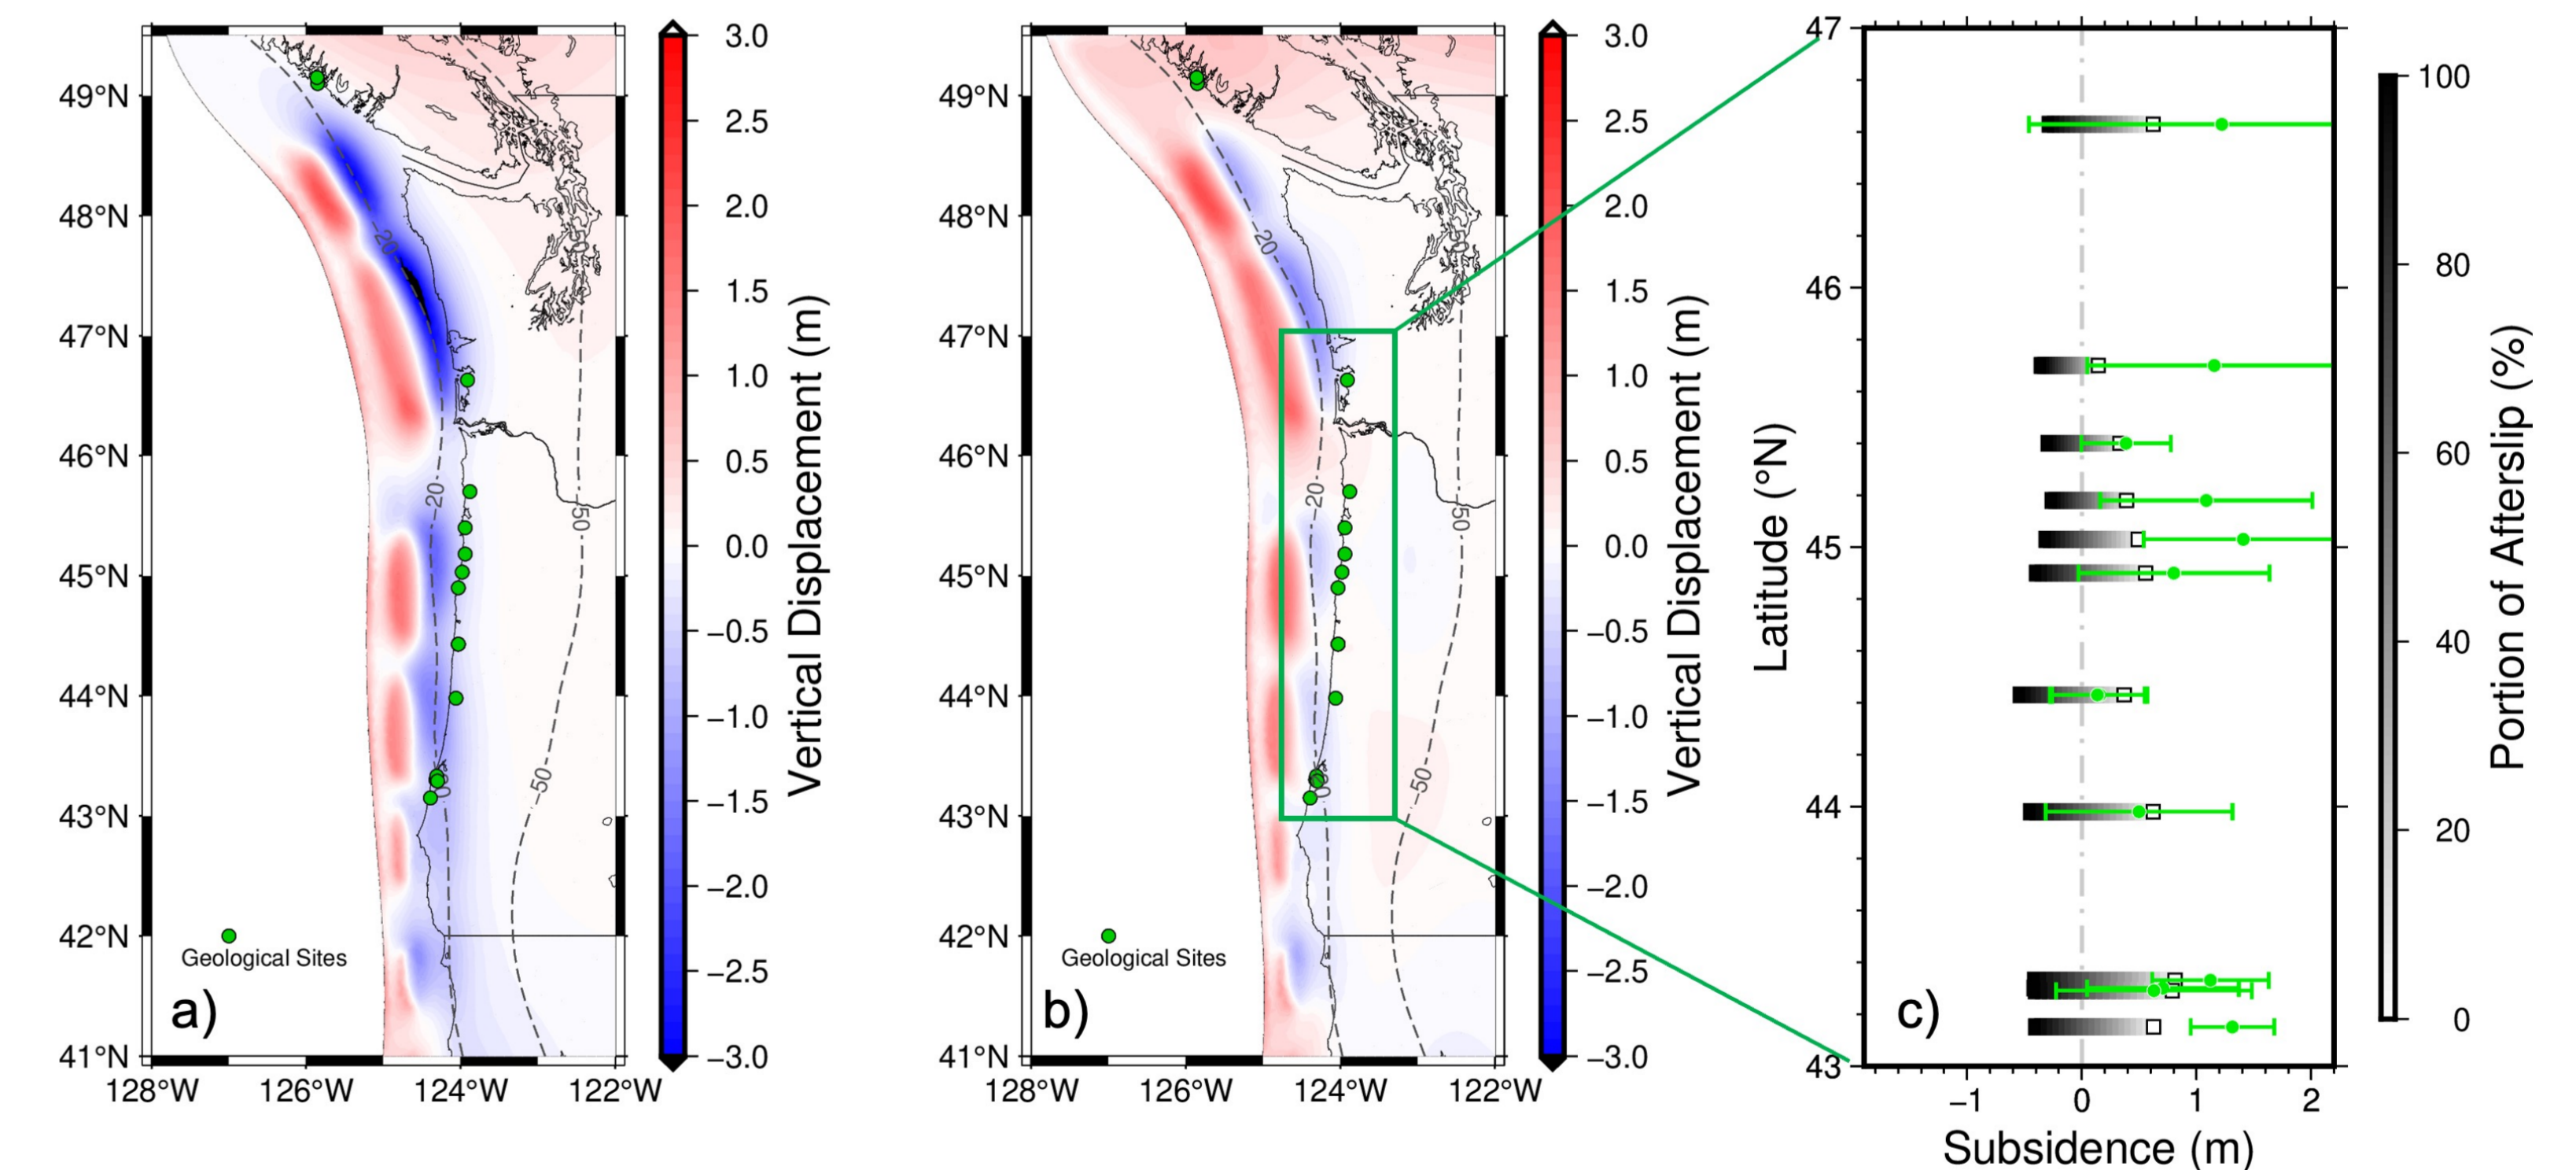 49°N
48°N
47°N
46°N
45°N
44°N
43°N
42°N
41°N
128°W 126°W 124°W 122°W
20
50
50
Geological Sites
a)
3.0
2.5
2.0
1.5
1.0
0.5
0.0
−0.5
−1.0
−1.5
−2.0
−2.5
−3.0
Vertical Displacement (m)
49°N
48°N
47°N
46°N
45°N
44°N
43°N
42°N
41°N
128°W 126°W 124°W 122°W
20
20
50
50
Geological Sites
b)
3.0
2.5
2.0
1.5
1.0
0.5
0.0
−0.5
−1.0
−1.5
−2.0
−2.5
−3.0
Vertical Displacement (m)
47
46
45
44
43
Latitude (°N)
c)
−1 0 1 2
Subsidence (m)
100
80
60
40
20
0
Portion of Afterslip (%)